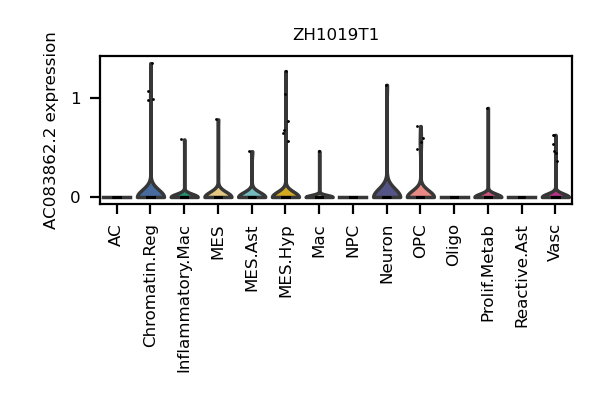 ZH1019T1
AC083862.2 expression
1
0
AC
Chromatin.Reg
Inflammatory.Mac
MES
MES.Ast
MES.Hyp
Mac
NPC
Neuron
OPC
Oligo
Prolif.Metab
Reactive.Ast
Vasc